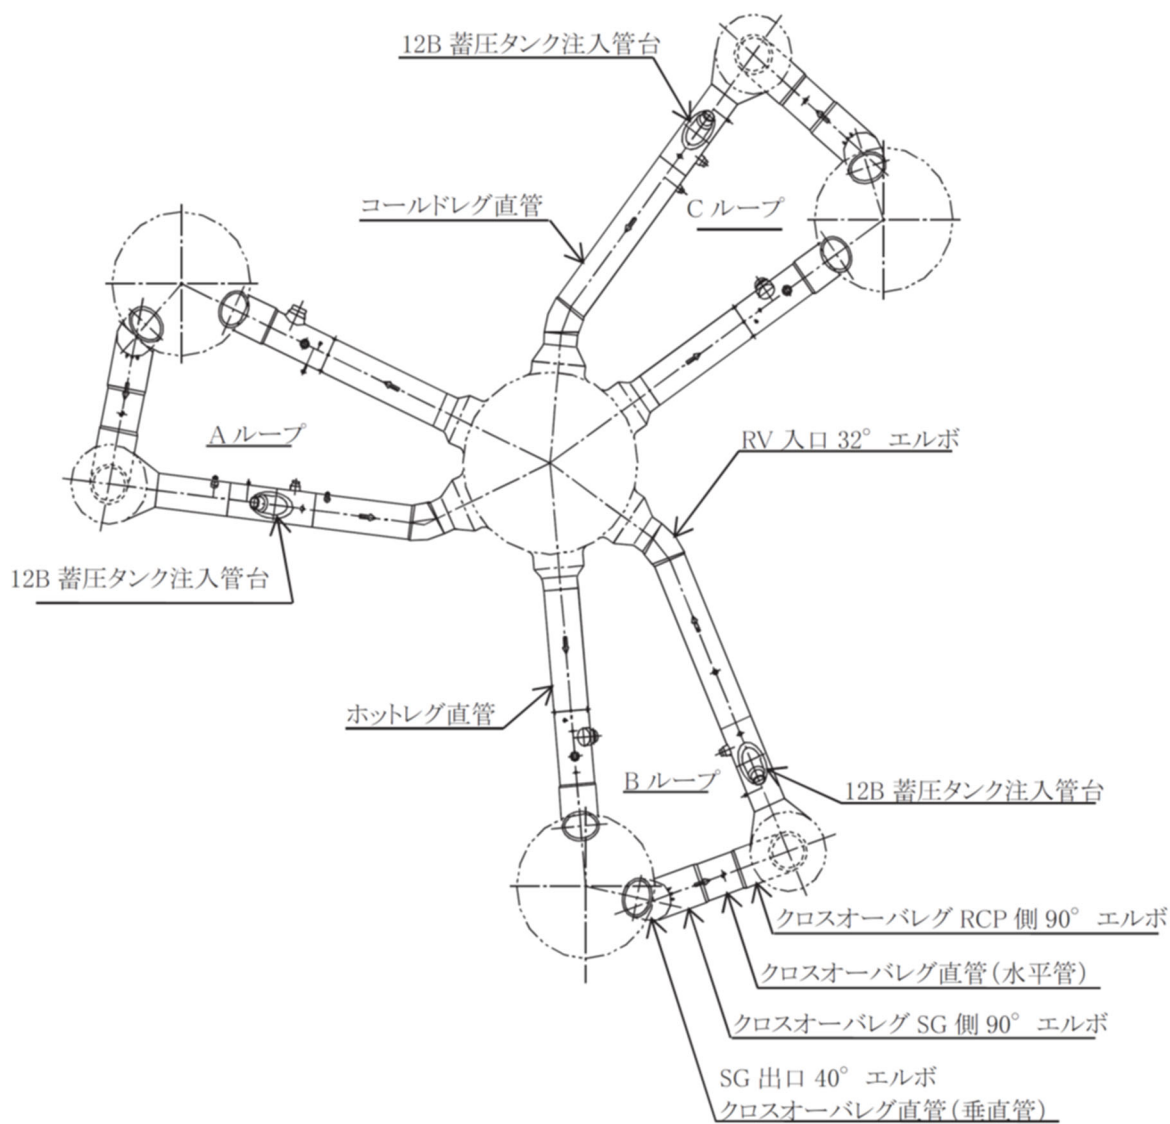 12B 蓄圧タンク注入管台
コールドレグ直管
C ループ
A ループ
RV 入口 32° エルボ
12B 蓄圧タンク注入管台
ホットレグ直管
B ループ
12B 蓄圧タンク注入管台
クロスオーバレグ RCP 側 90° エルボ
クロスオーバレグ直管(水平管)
クロスオーバレグ SG 側 90° エルボ
SG 出口 40° エルボ
クロスオーバレグ直管(垂直管)